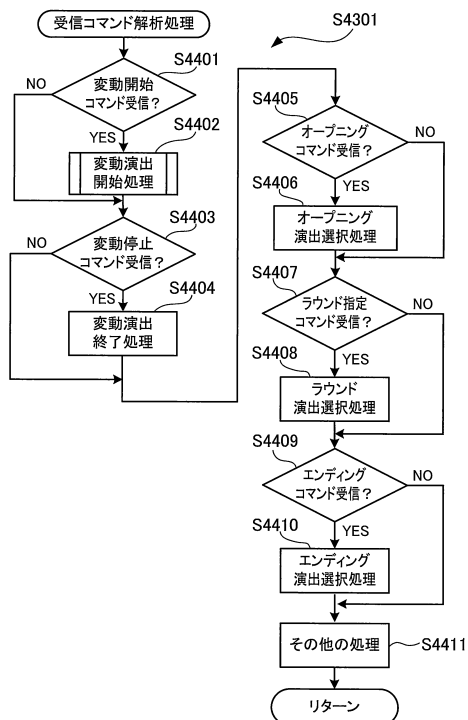 受信コマンド解析処理
S4301
S4401
変動開始
コマンド受信？
NO
YES
S4402
変動演出
開始処理
S4403
変動停止
コマンド受信？
NO
YES
S4404
変動演出
終了処理
S4405
オープニング
コマンド受信？
NO
YES
S4406
オープニング
演出選択処理
S4407
ラウンド指定
コマンド受信？
NO
YES
S4408
ラウンド
演出選択処理
S4409
エンディング
コマンド受信？
NO
YES
S4410
エンディング
演出選択処理
その他の処理
S4411
リターン